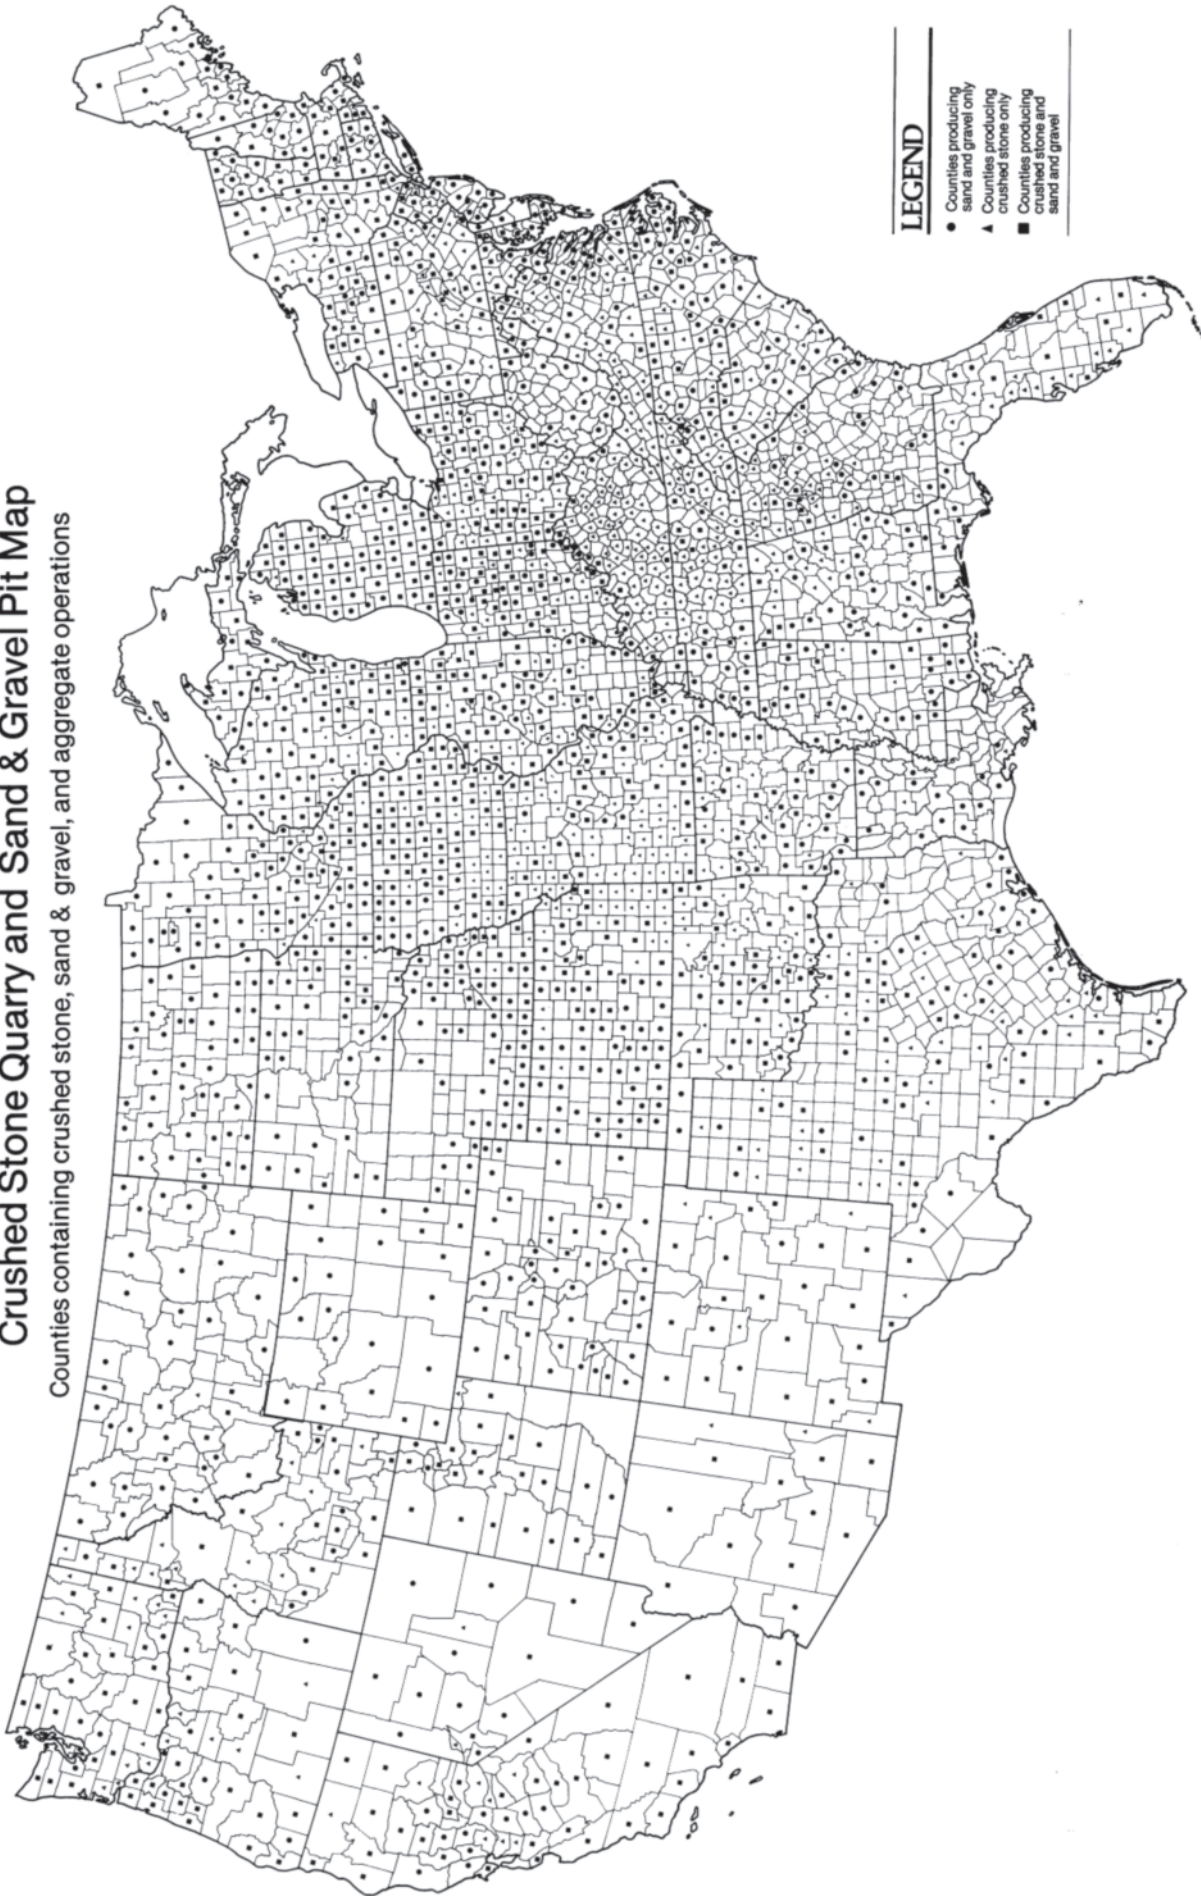 Crushed Stone Quarry and Sand & Gravel Pit Map
Counties containing crushed stone, sand & gravel, and aggregate operations
LEGEND
Counties producing
sand and gravel only
Counties producing
crushed stone only
Counties producing
crushed stone and
sand and gravel